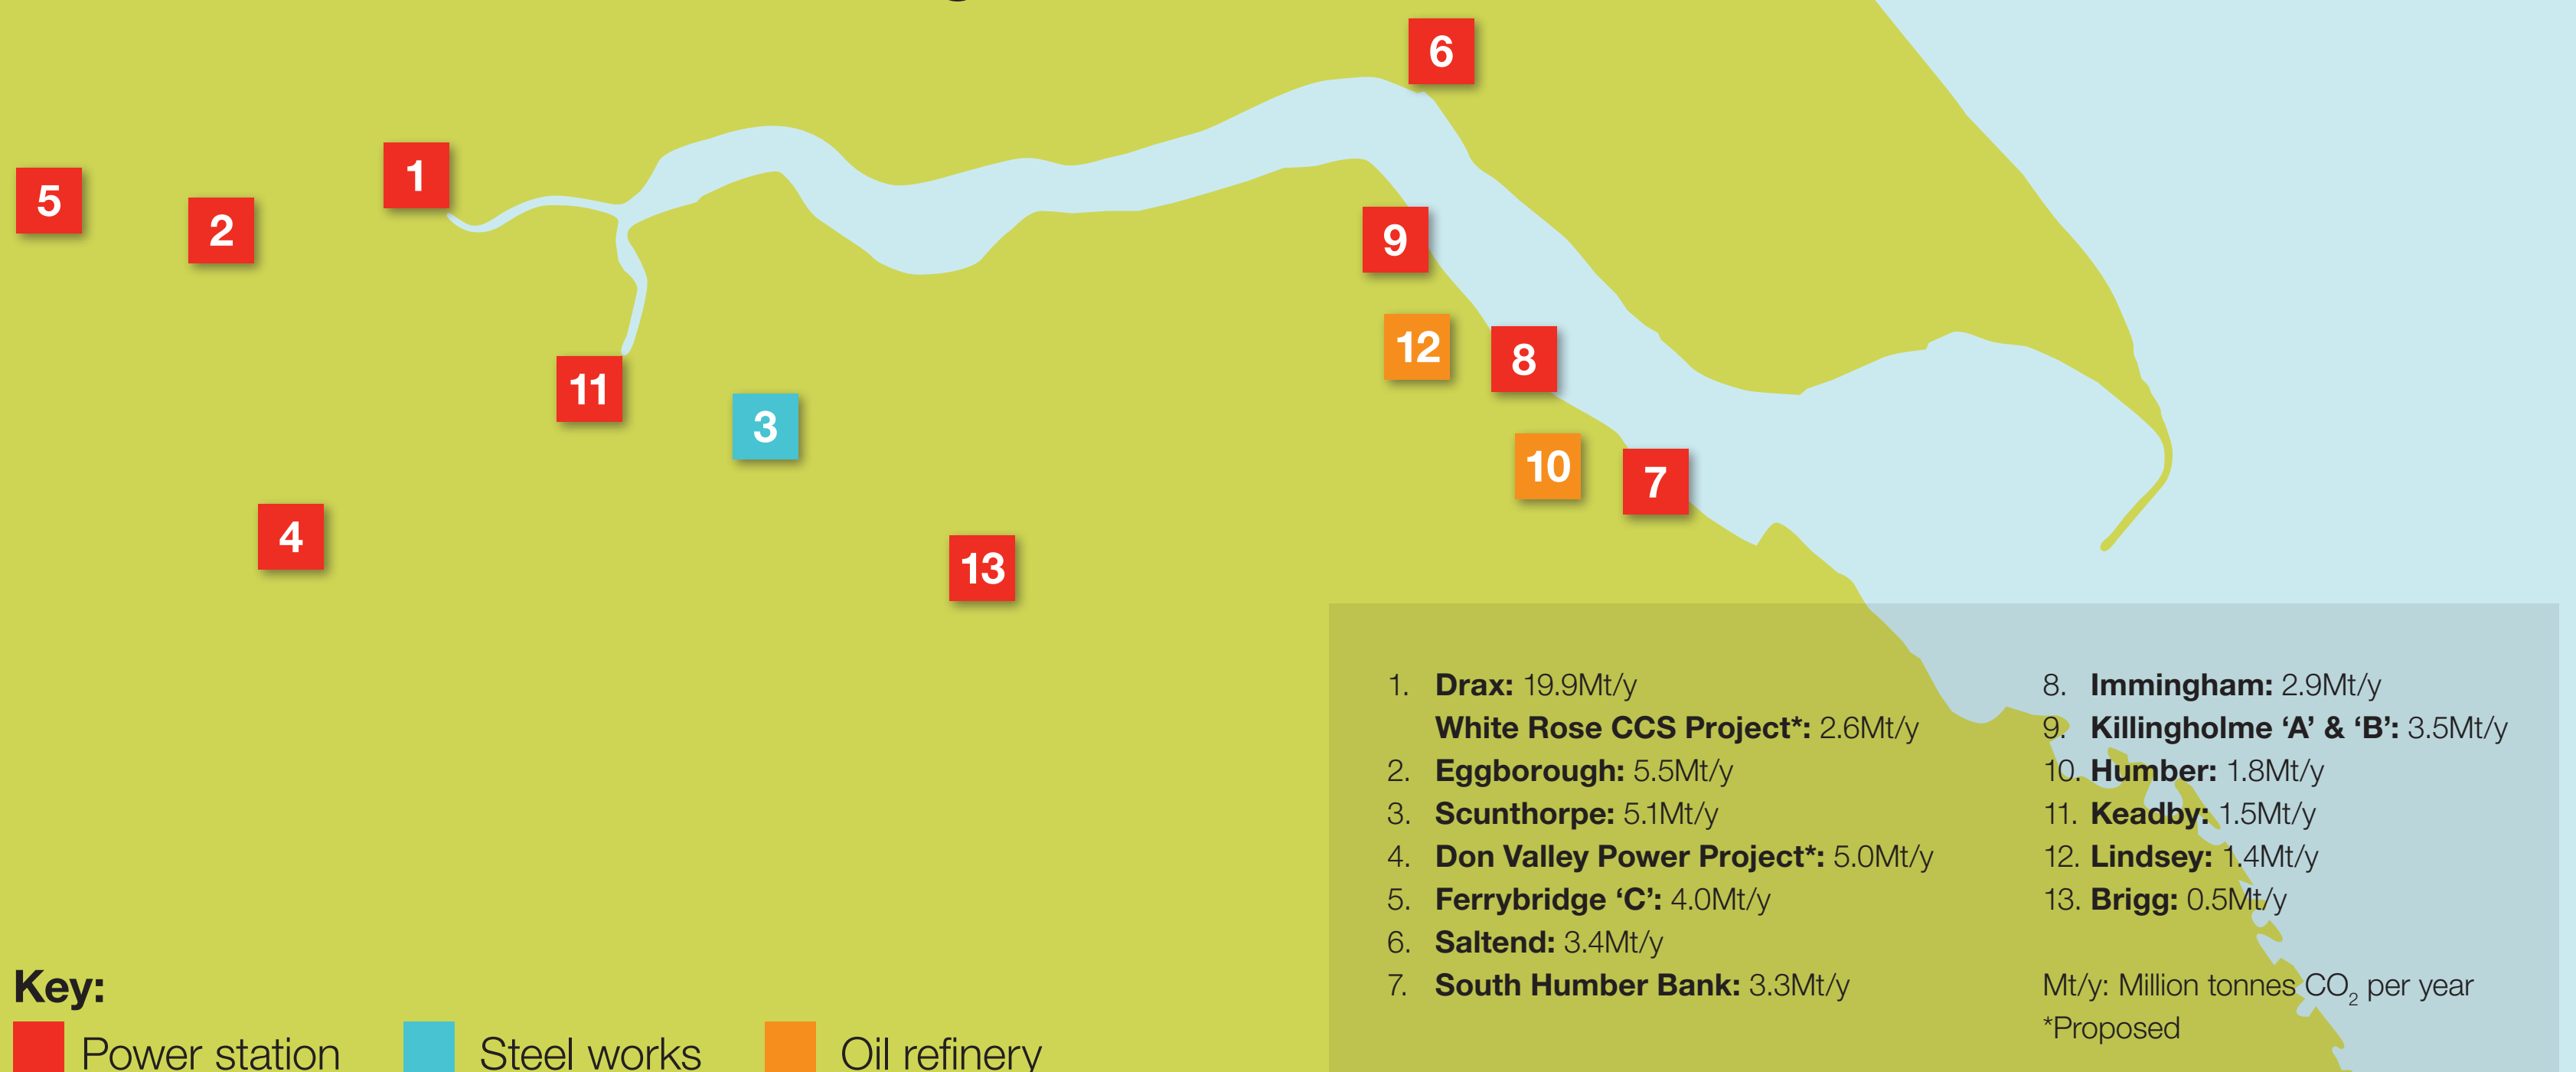 6
1
5
2
9
12
8
11
3
10
7
4
13
1. Drax: 19.9Mt/y
White Rose CCS Project*: 2.6Mt/y
2. Eggborough: 5.5Mt/y
3. Scunthorpe: 5.1Mt/y
4. Don Valley Power Project*: 5.0Mt/y
5. Ferrybridge ‘C’: 4.0Mt/y
6. Saltend: 3.4Mt/y
7. South Humber Bank: 3.3Mt/y
8. Immingham: 2.9Mt/y
9. Killingholme ‘A’ & ‘B’: 3.5Mt/y
10. Humber: 1.8Mt/y
11. Keadby: 1.5Mt/y
12. Lindsey: 1.4Mt/y
13. Brigg: 0.5Mt/y
Mt/y: Million tonnes CO₂ per year
*Proposed
Key:
Power station
Steel works
Oil refinery